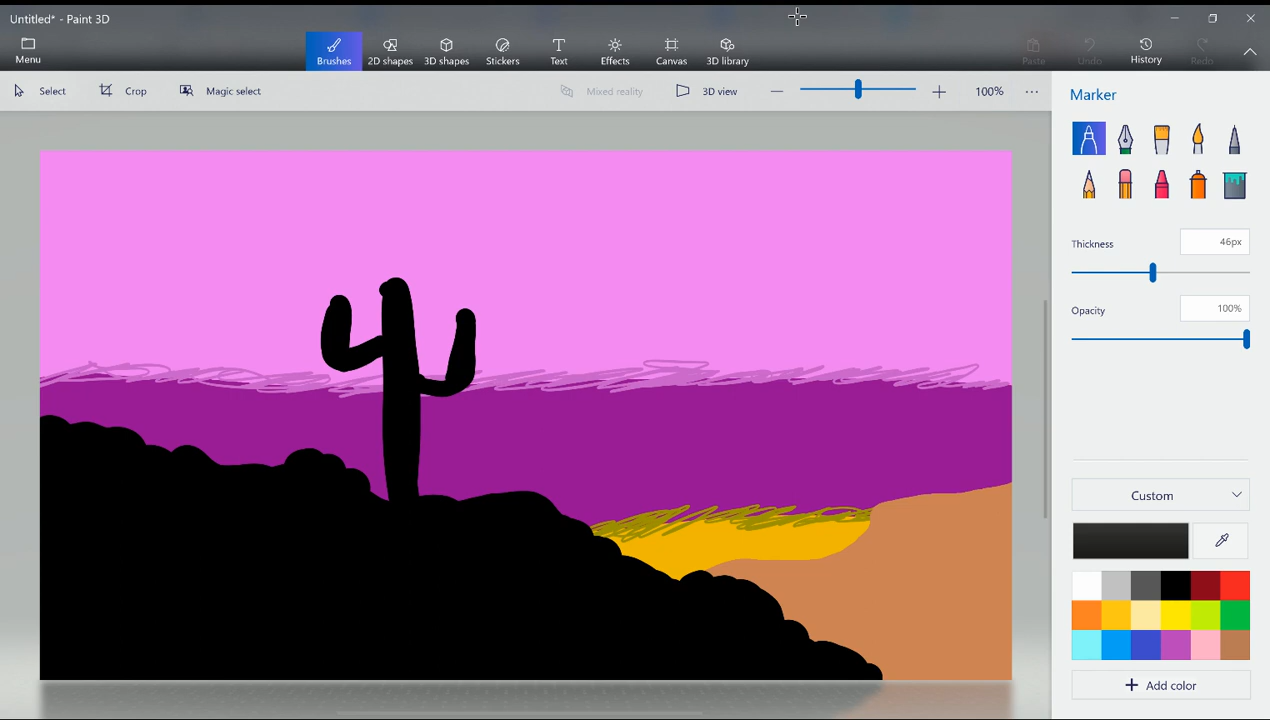 Untitled* - Paint 3D
Menu
Brushes
2D shapes
3D shapes
Stickers
Text
Effects
Canvas
3D library
Paste
Undo
History
Redo
Select
Crop
Magic select
Mixed reality
3D view
100%
Marker
Thickness
46px
Opacity
100%
Custom
Add color